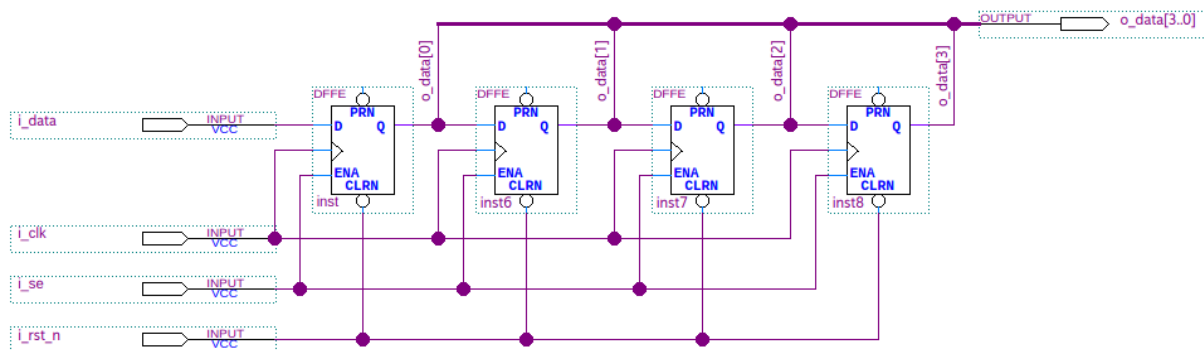 OUTPUT
o_data[3..0]
o_data[0]
o_data[1]
o_data[2]
o_data[3]
DFFE
DFFE
DFFE
DFFE
PRN
PRN
PRN
PRN
i_data
INPUT
VCC
D
Q
D
Q
D
Q
D
Q
ENA
ENA
ENA
ENA
CLRN
CLRN
CLRN
CLRN
inst
inst6
inst7
inst8
i_clk
INPUT
VCC
i_se
INPUT
VCC
i_rst_n
INPUT
VCC